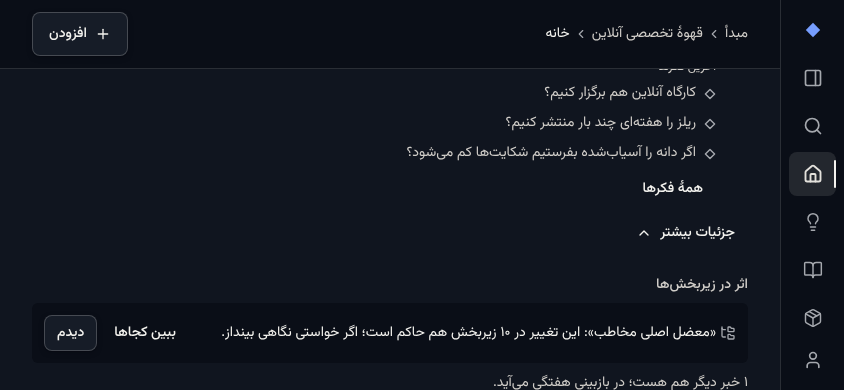 مبدأ › قهوهٔ تخصصی آنلاین › خانه
+ افزودن
آخرین فکرها
کارگاه آنلاین هم برگزار کنیم؟
ریلز را هفته‌ای چند بار منتشر کنیم؟
اگر دانه را آسیاب‌شده بفرستیم شکایت‌ها کم می‌شود؟
همهٔ فکرها
جزئیات بیشتر
اثر در زیربخش‌ها
«معضل اصلی مخاطب»: این تغییر در ۱۰ زیربخش هم حاکم است؛ اگر خواستی نگاهی بینداز. ببین کجاها دیدم
۱ خبر دیگر هم هست؛ در بازبینی هفتگی می‌آید.